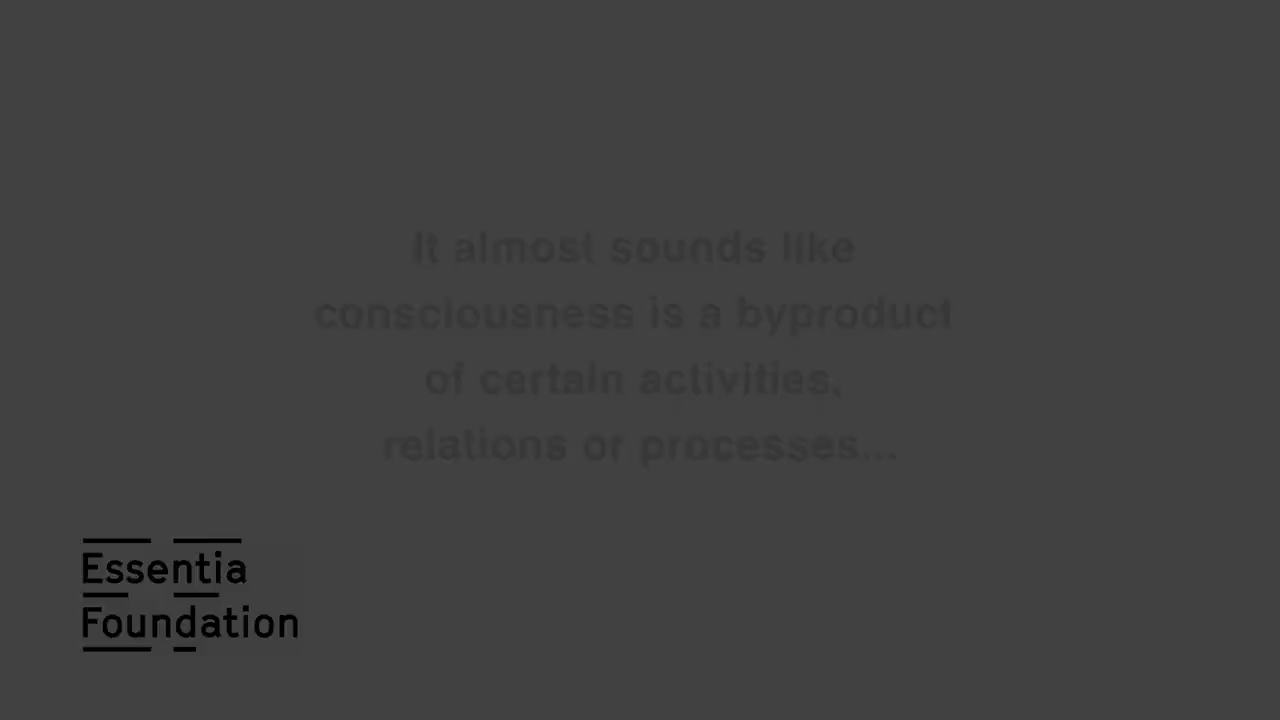 It almost sounds like
consciousness is a byproduct
of certain activities,
relations or processes...
Essentia
Foundation